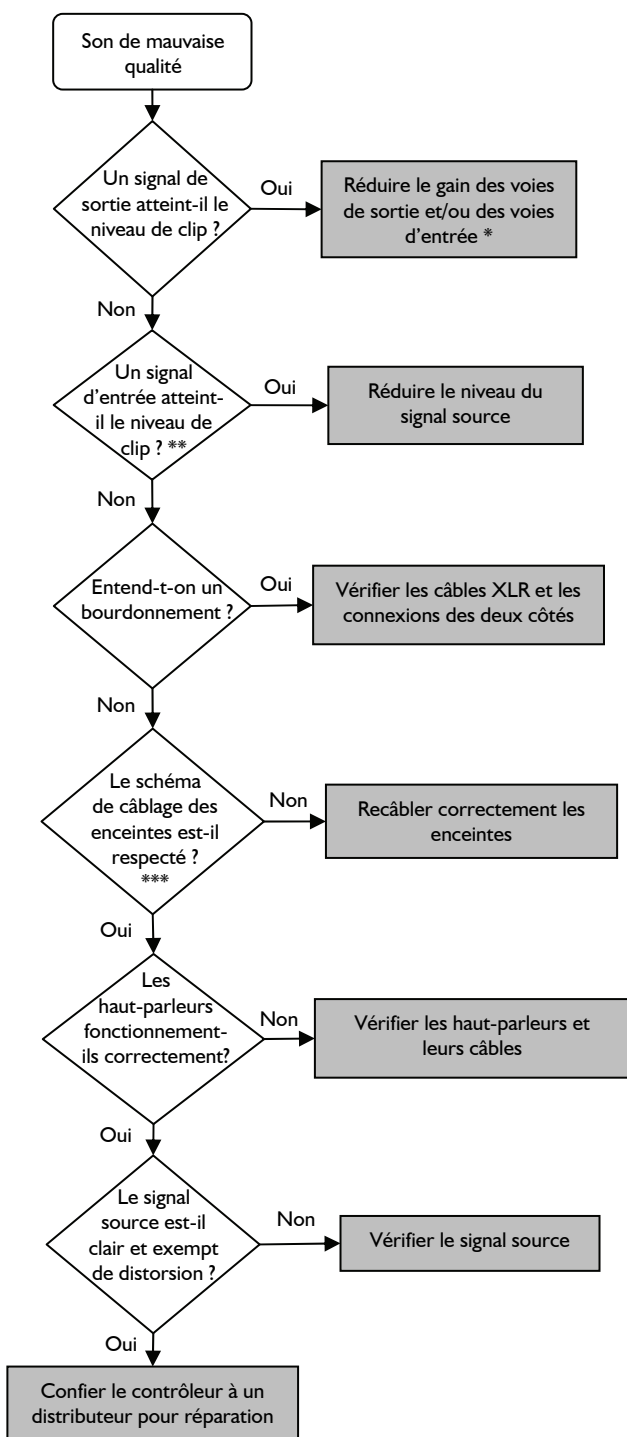 Son de mauvaise
qualité
Un signal de
sortie atteint-il le
niveau de clip ?
Oui
Réduire le gain des voies
de sortie et/ou des voies
d’entrée *
Non
Un signal
d’entrée atteint-
il le niveau de
clip ? **
Oui
Réduire le niveau du
signal source
Non
Entend-t-on un
bourdonnement ?
Oui
Vérifier les câbles XLR et les
connexions des deux côtés
Non
Le schéma
de câblage des
enceintes est-il
respecté ?
***
Non
Recâbler correctement les
enceintes
Oui
Les
haut-parleurs
fonctionnement-
ils correctement?
Non
Vérifier les haut-parleurs et
leurs câbles
Oui
Le signal
source est-il
clair et exempt
de distorsion ?
Non
Vérifier le signal source
Oui
Confier le contrôleur à un
distributeur pour réparation